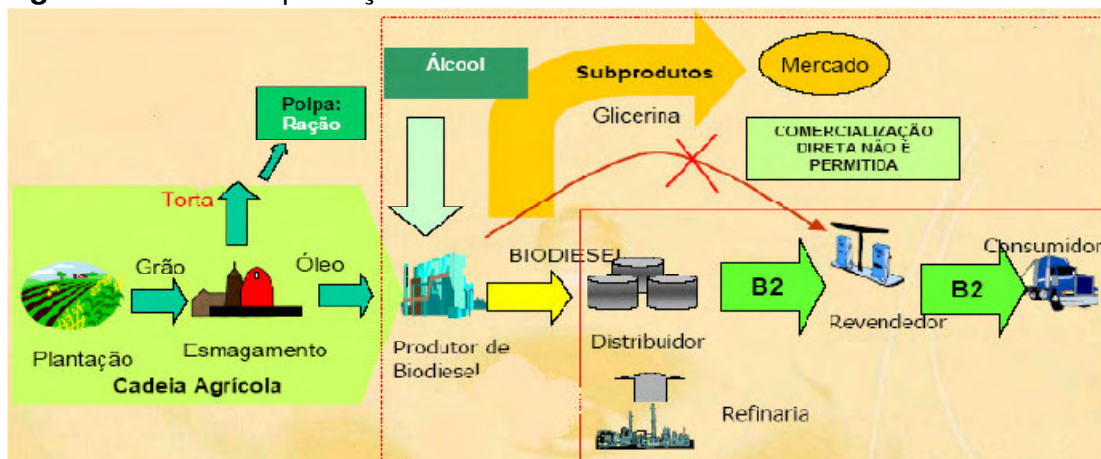 Álcool
Subprodutos
Glicerina
Mercado
Polpa:
Ração
COMERCIALIZAÇÃO
DIRETA NÃO É
PERMITIDA
Torta
Grão
Óleo
BIODIESEL
Consumidor
B2
B2
Plantação
Esmagamento
Produtor de
Biodiesel
Distribuidor
Revendedor
Cadeia Agrícola
Refinaria